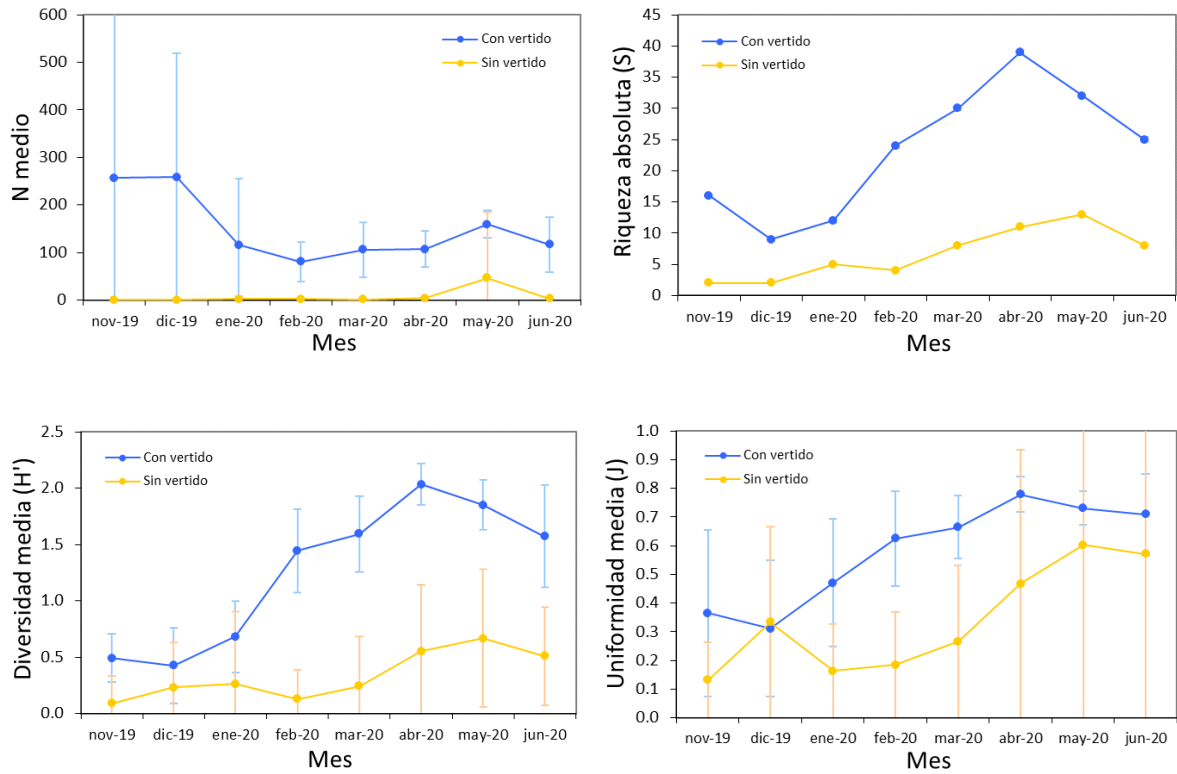 600
500
400
300
200
100
0
N medio
Con vertido
Sin vertido
nov-19 dic-19 ene-20 feb-20 mar-20 abr-20 may-20 jun-20
Mes
45
40
35
30
25
20
15
10
5
0
Riqueza absoluta (S)
Con vertido
Sin vertido
nov-19 dic-19 ene-20 feb-20 mar-20 abr-20 may-20 jun-20
Mes
2.5
2.0
1.5
1.0
0.5
0.0
Diversidad media (H')
Con vertido
Sin vertido
nov-19 dic-19 ene-20 feb-20 mar-20 abr-20 may-20 jun-20
Mes
1.0
0.9
0.8
0.7
0.6
0.5
0.4
0.3
0.2
0.1
0.0
Uniformidad media (J)
Con vertido
Sin vertido
nov-19 dic-19 ene-20 feb-20 mar-20 abr-20 may-20 jun-20
Mes